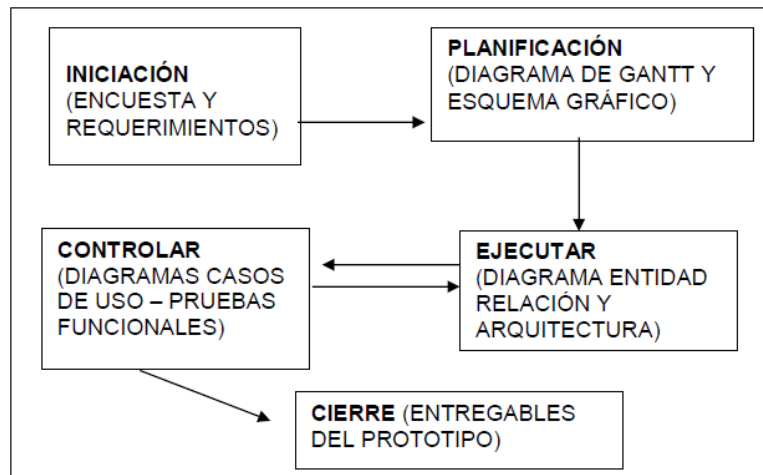 INICIACIÓN
(ENCUESTA Y
REQUERIMIENTOS)
PLANIFICACIÓN
(DIAGRAMA DE GANTT Y
ESQUEMA GRÁFICO)
CONTROLAR
(DIAGRAMAS CASOS
DE USO – PRUEBAS
FUNCIONALES)
EJECUTAR
(DIAGRAMA ENTIDAD
RELACIÓN Y
ARQUITECTURA)
CIERRE (ENTREGABLES
DEL PROTOTIPO)